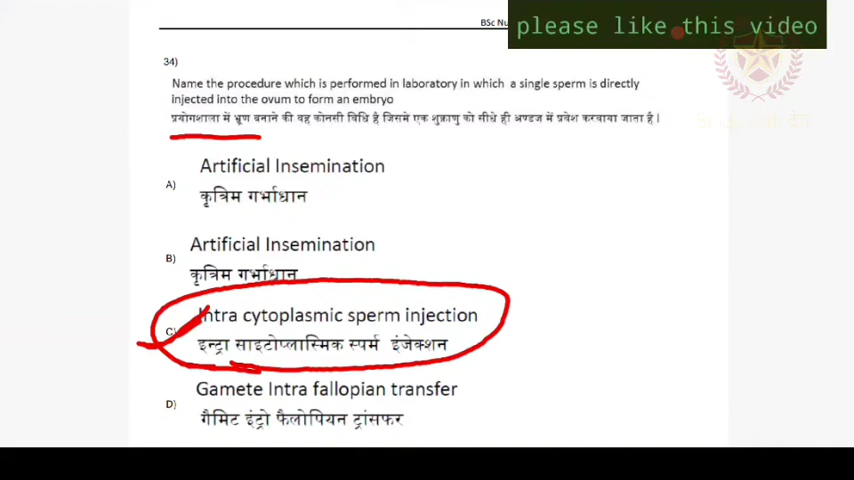 BSc Nu
please like this video
34)
Name the procedure which is performed in laboratory in which a single sperm is directly
injected into the ovum to form an embryo
प्रयोगशाला में भ्रूण बनाने की वह कोनसी विधि है जिसमे एक शुक्राणु को सीधे ही अण्डज में प्रवेश करवाया जाता है।
Artificial Insemination
A)
कृत्रिम गर्भाधान
Artificial Insemination
B)
कृत्रिम गर्भाधान
Intra cytoplasmic sperm injection
C)
इन्ट्रा साइटोप्लास्मिक स्पर्म इंजेक्शन
Gamete Intra fallopian transfer
D)
गैमिट इंट्रो फैलोपियन ट्रांसफर